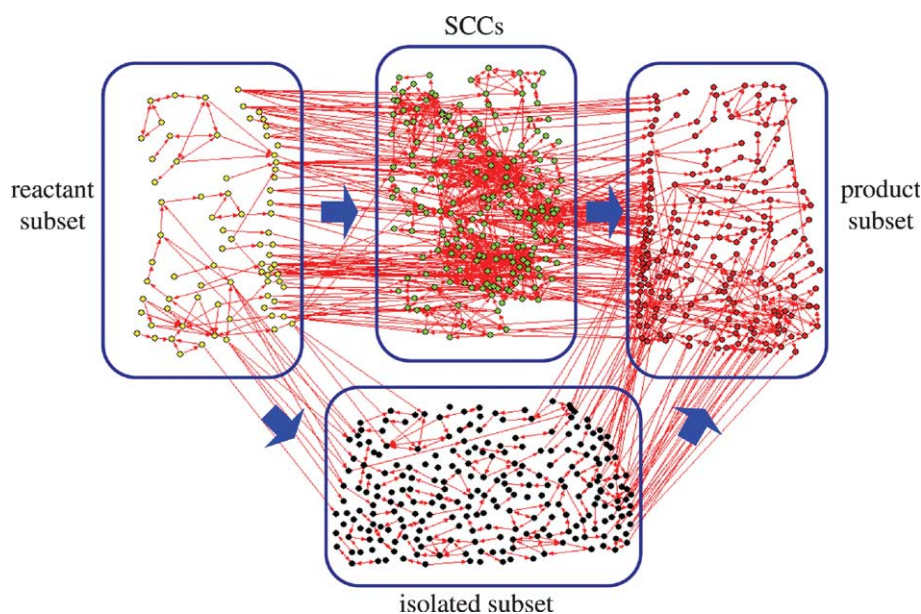 SCCs
reactant
subset
product
subset
isolated subset